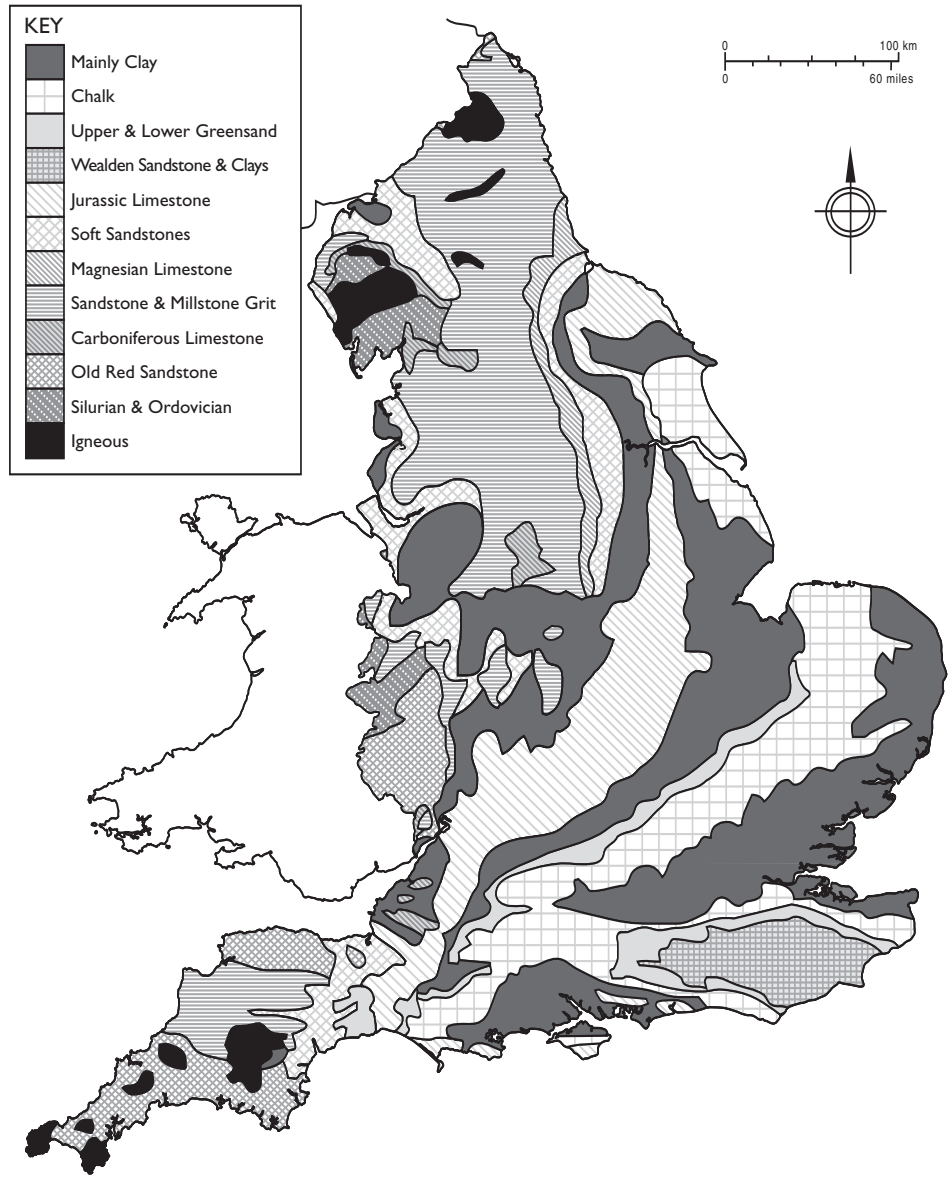 KEY
Mainly Clay
Chalk
Upper & Lower Greensand
Wealden Sandstone & Clays
Jurassic Limestone
Soft Sandstones
Magnesian Limestone
Sandstone & Millstone Grit
Carboniferous Limestone
Old Red Sandstone
Silurian & Ordovician
Igneous
0 100 km
0 60 miles